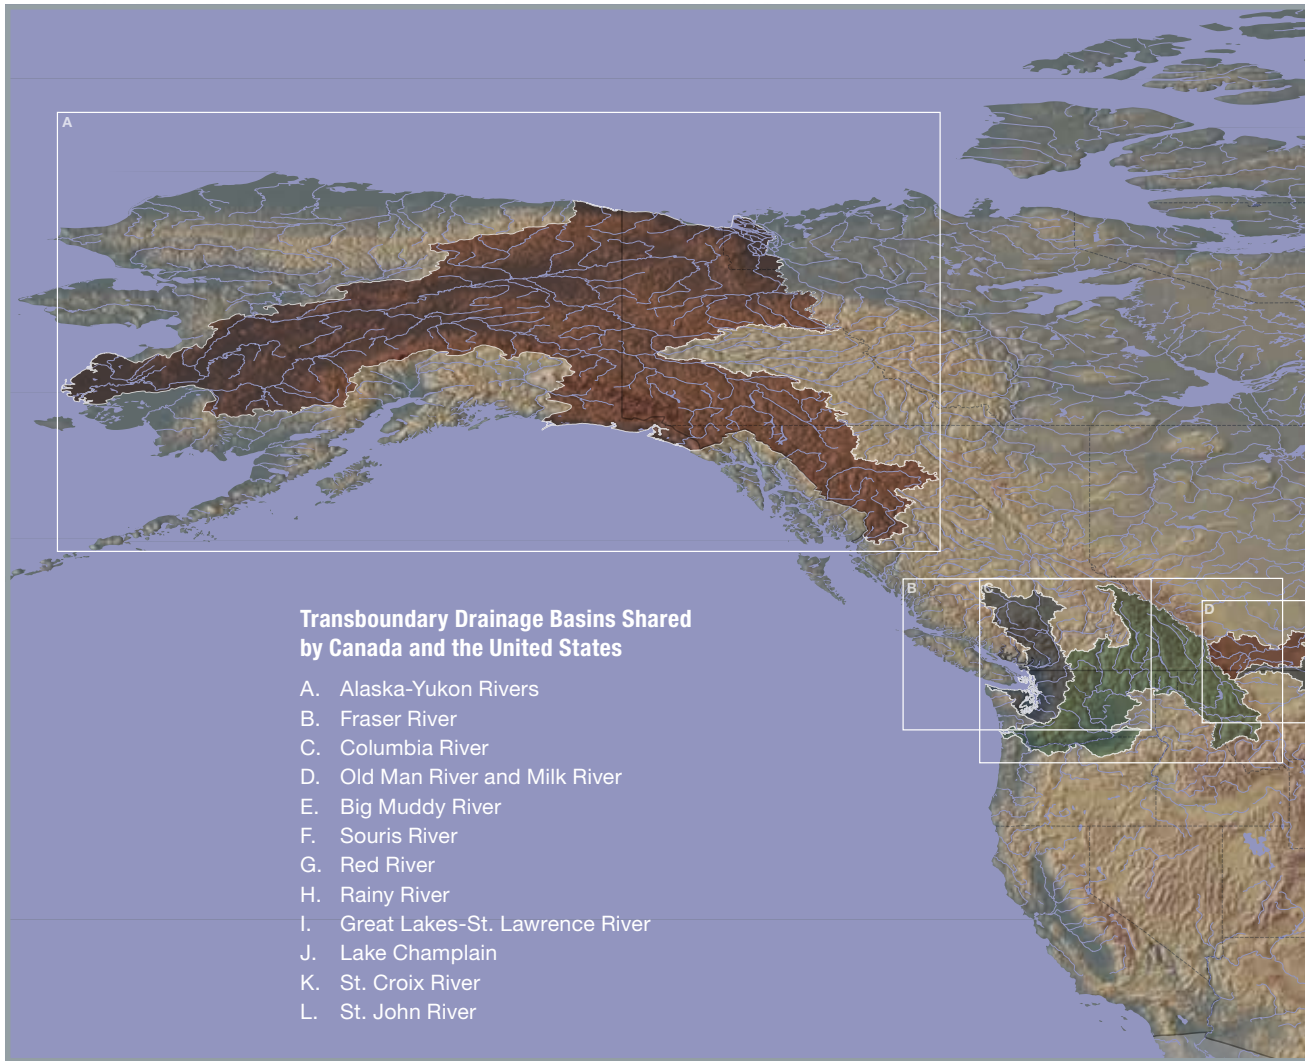 A
B
C
D
Transboundary Drainage Basins Shared
by Canada and the United States
A. Alaska-Yukon Rivers
B. Fraser River
C. Columbia River
D. Old Man River and Milk River
E. Big Muddy River
F. Souris River
G. Red River
H. Rainy River
I. Great Lakes-St. Lawrence River
J. Lake Champlain
K. St. Croix River
L. St. John River